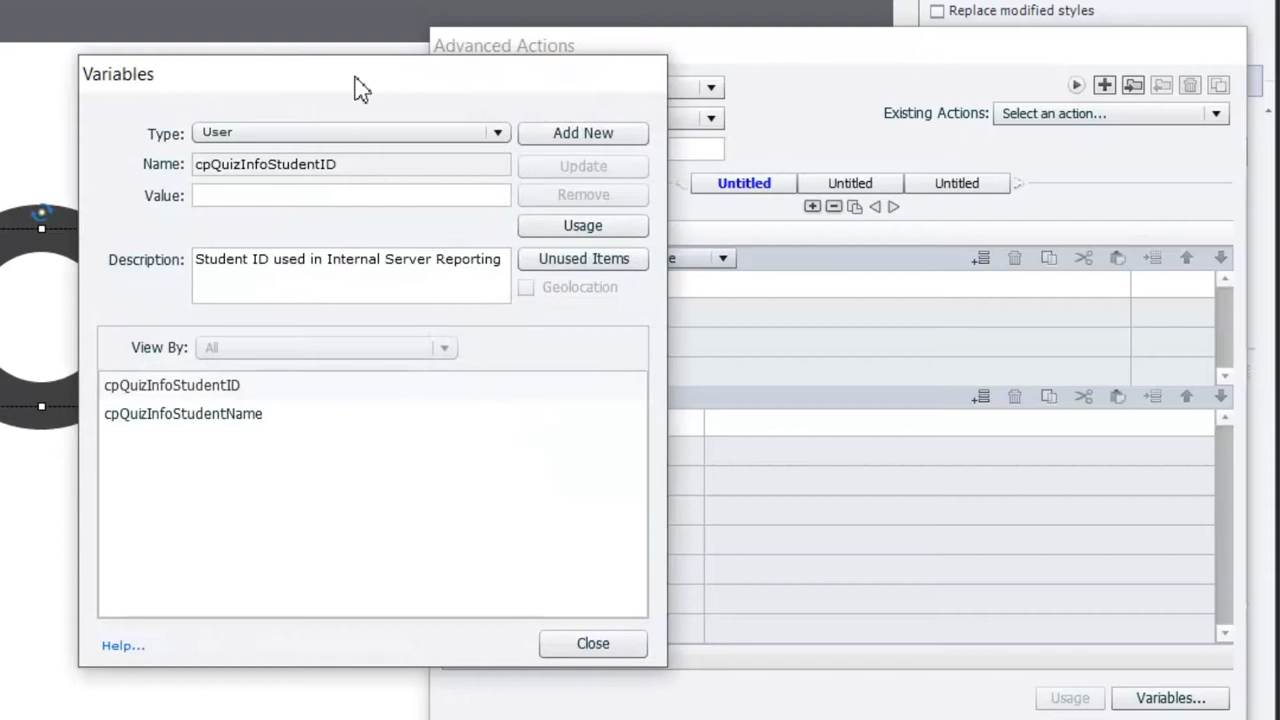 Replace modified styles
Advanced Actions
Variables
Existing Actions: Select an action...
Type: User Add New
Name: cpQuizInfoStudentID Update
Untitled Untitled Untitled
Value: Remove
Usage
Description: Student ID used in Internal Server Reporting Unused Items
Geolocation
View By: All
cpQuizInfoStudentID
cpQuizInfoStudentName
Help... Close
Usage Variables...